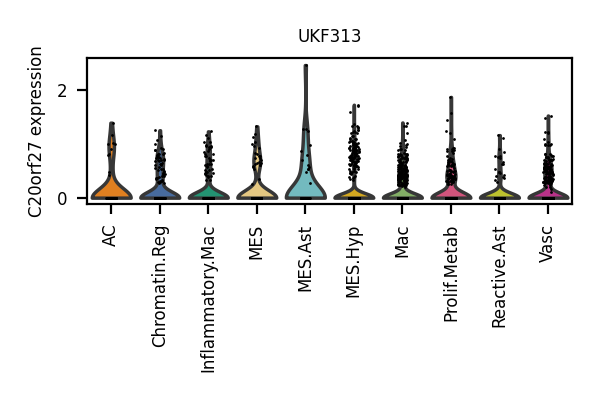 UKF313
C20orf27 expression
2
0
AC
Chromatin.Reg
Inflammatory.Mac
MES
MES.Ast
MES.Hyp
Mac
Prolif.Metab
Reactive.Ast
Vasc